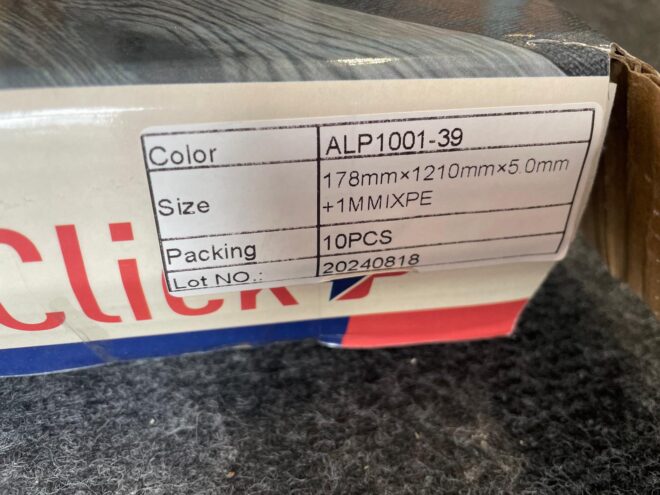 Color ALP1001-39
Size 178mm×1210mm×5.0mm
+1MMIXPE
Packing 10PCS
Lot NO.: 20240818
Click